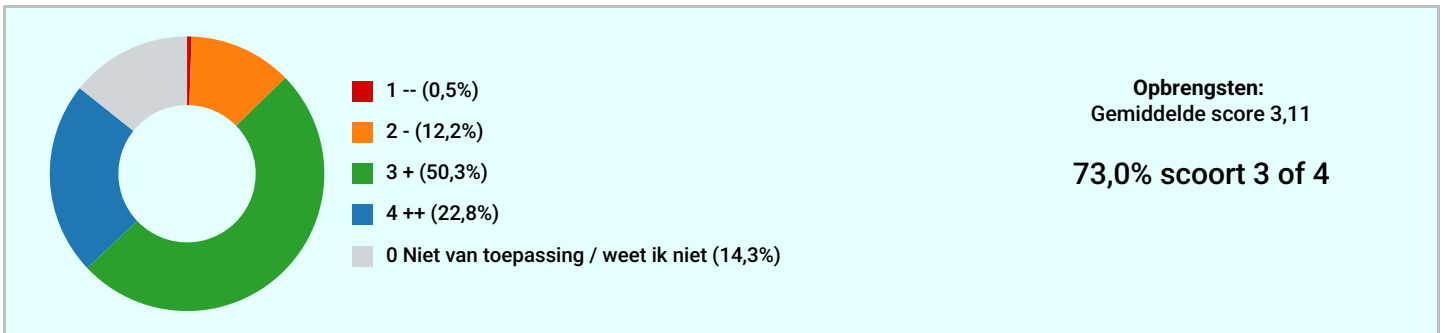 1 -- (0,5%)
2 - (12,2%)
3 + (50,3%)
4 ++ (22,8%)
0 Niet van toepassing / weet ik niet (14,3%)
Opbrengsten:
Gemiddelde score 3,11
73,0% scoort 3 of 4